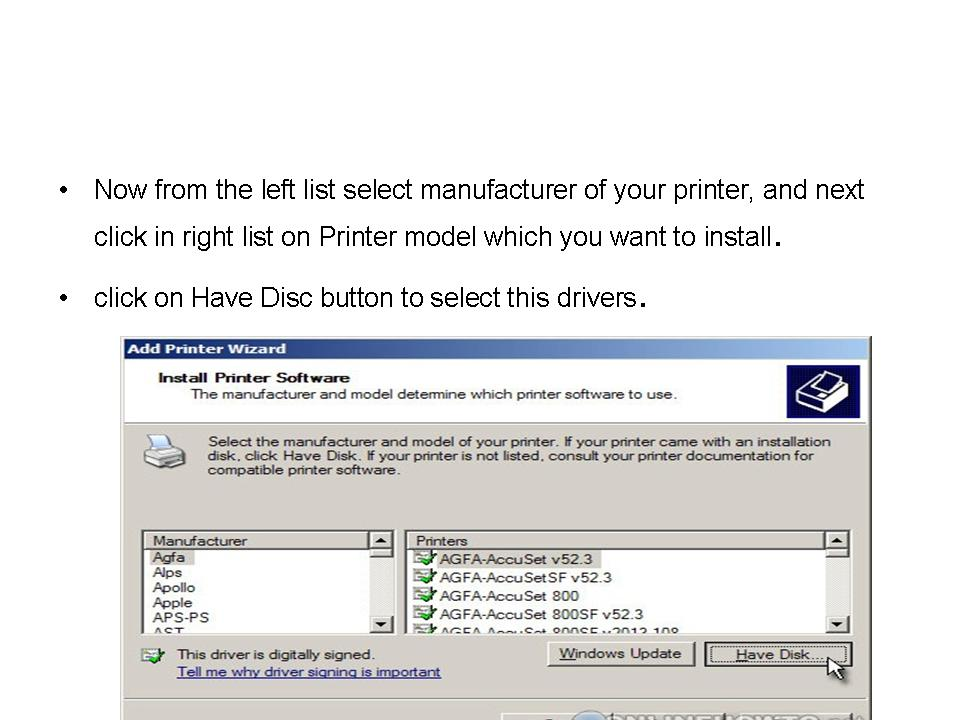 • Now from the left list select manufacturer of your printer, and next
click in right list on Printer model which you want to install.
• click on Have Disc button to select this drivers.
Add Printer Wizard
Install Printer Software
The manufacturer and model determine which printer software to use.
Select the manufacturer and model of your printer. If your printer came with an installation
disk, click Have Disk. If your printer is not listed, consult your printer documentation for
compatible printer software.
Manufacturer
Agfa
Alps
Apollo
Apple
APS-PS
AST
Printers
AGFA-AccuSet v52.3
AGFA-AccuSetSF v52.3
AGFA-AccuSet 800
AGFA-AccuSet 800SF v52.3
AGFA-AccuSet 800SF v2013.108
This driver is digitally signed.
Tell me why driver signing is important
Windows Update
Have Disk...